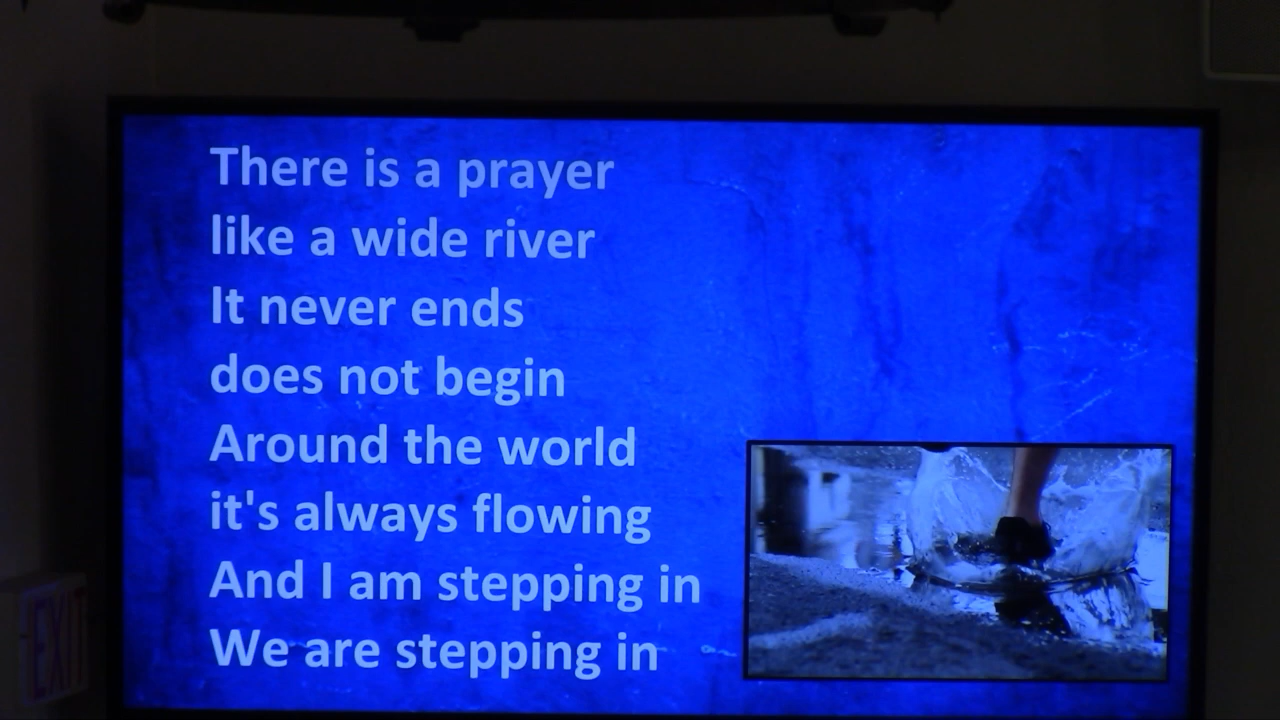 There is a prayer
like a wide river
It never ends
does not begin
Around the world
it's always flowing
And I am stepping in
We are stepping in
EXIT